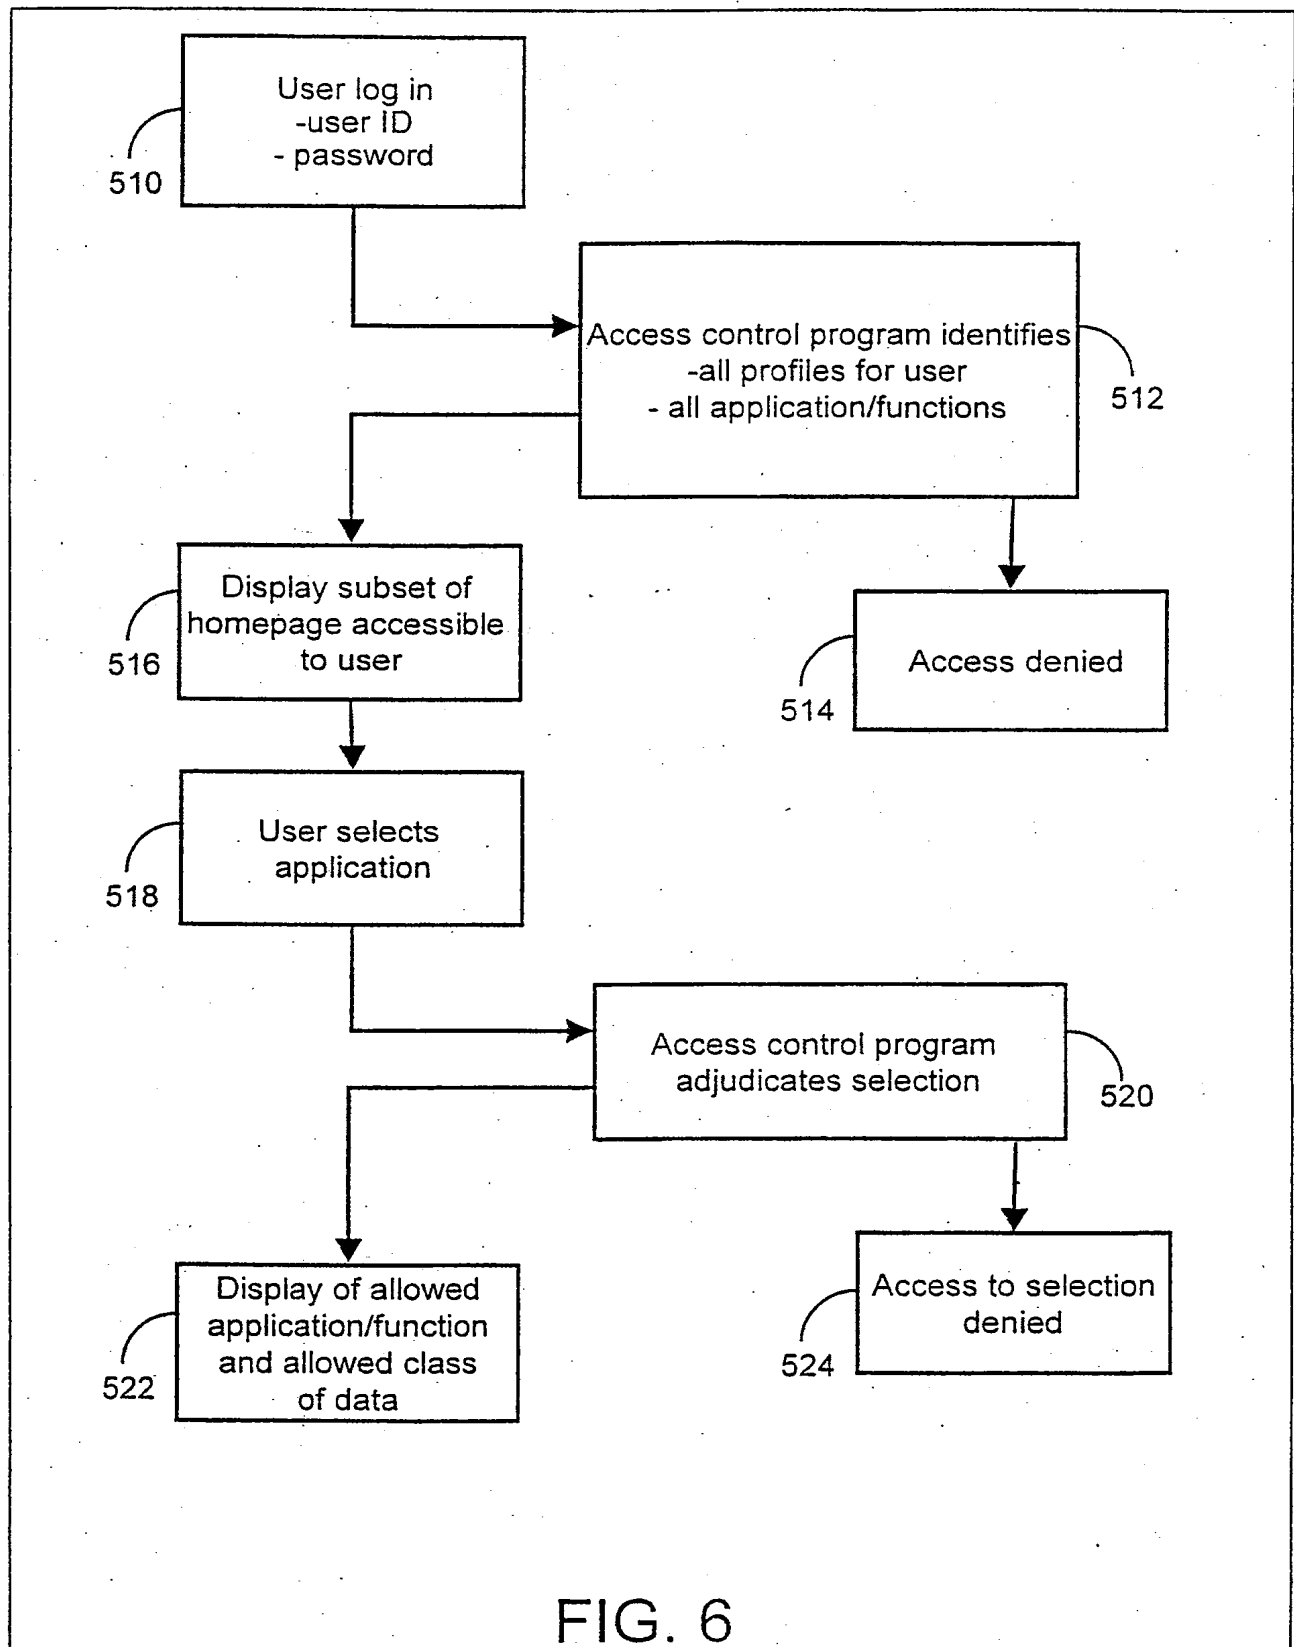 User log in
-user ID
- password
510
Access control program identifies
-all profiles for user
- all application/functions
512
Display subset of
homepage accessible
to user
516
Access denied
514
User selects
application
518
Access control program
adjudicates selection
520
Display of allowed
application/function
and allowed class
of data
522
Access to selection
denied
524
FIG. 6